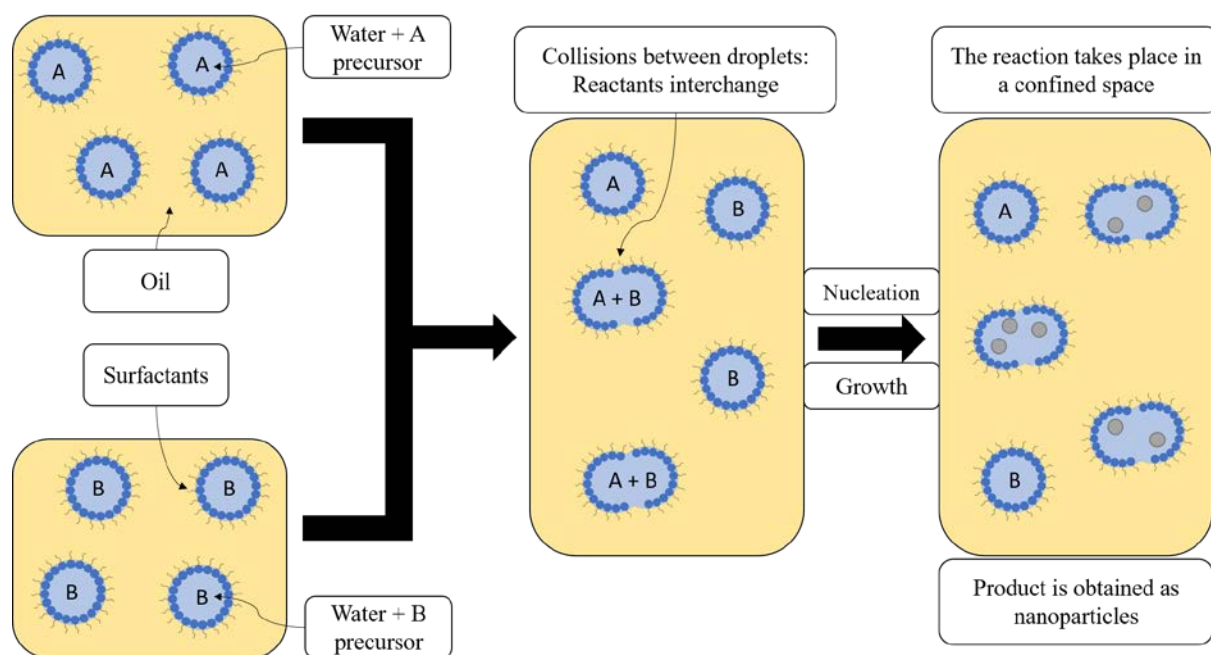 Water + A
precursor
A
A
A
A
Oil
Surfactants
B
B
B
B
Water + B
precursor
Collisions between droplets:
Reactants interchange
A
B
A + B
B
A + B
Nucleation
Growth
The reaction takes place in
a confined space
A
B
Product is obtained as
nanoparticles